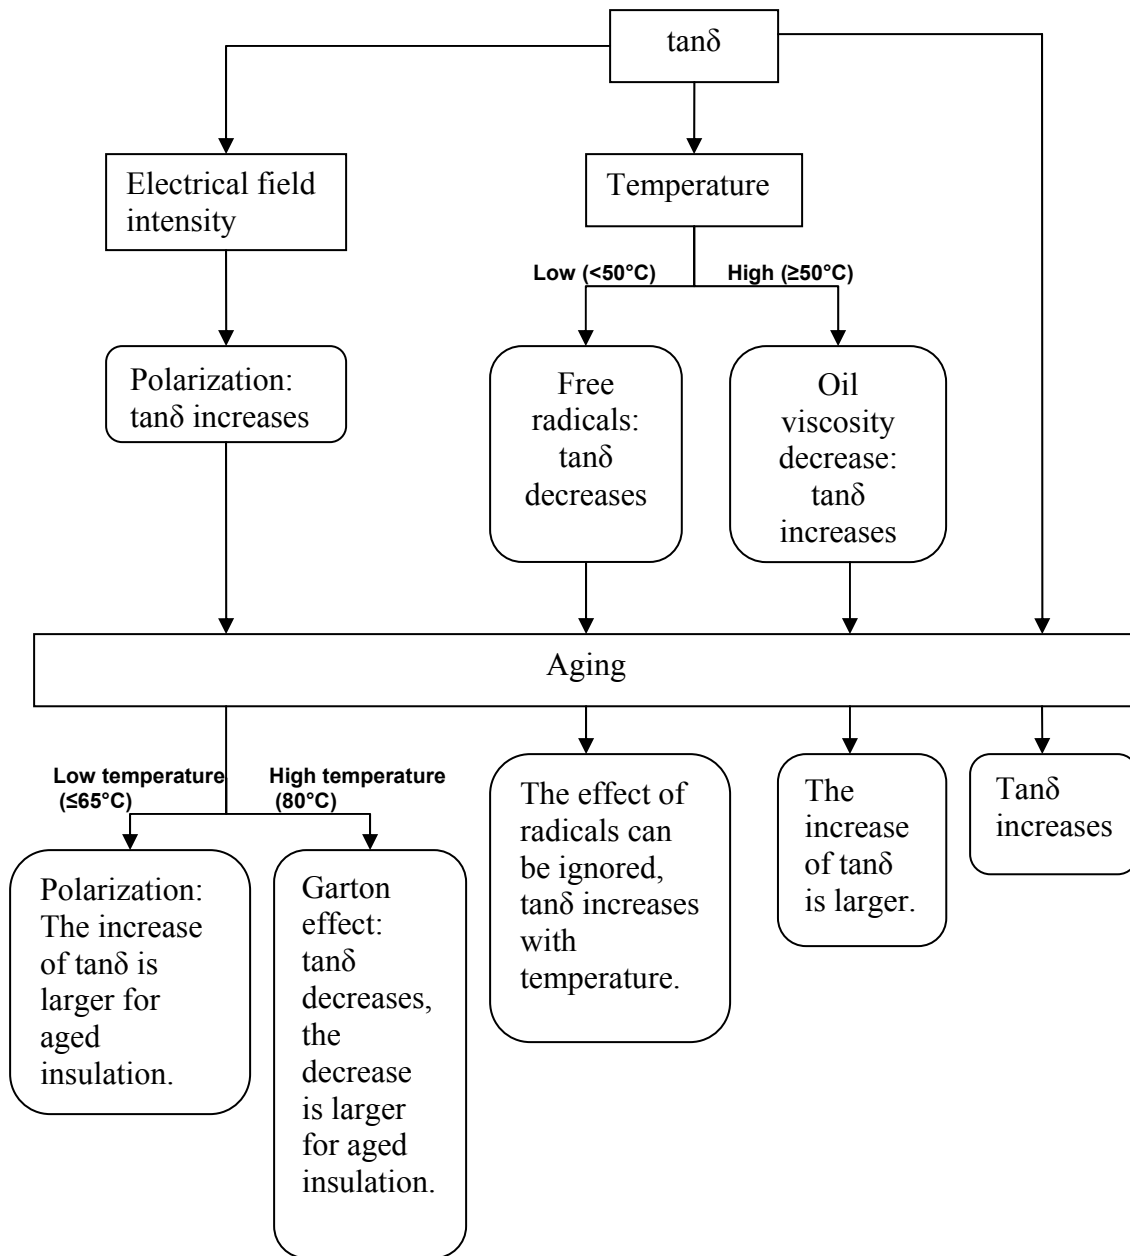 tanδ
Electrical field
intensity
Temperature
Low (<50°C)
High (≥50°C)
Polarization:
tanδ increases
Free
radicals:
tanδ
decreases
Oil
viscosity
decrease:
tanδ
increases
Aging
Low temperature
(≤65°C)
High temperature
(80°C)
Polarization:
The increase
of tanδ is
larger for
aged
insulation.
Garton
effect:
tanδ
decreases,
the
decrease
is larger
for aged
insulation.
The effect of
radicals can
be ignored,
tanδ increases
with
temperature.
The
increase
of tanδ
is larger.
Tanδ
increases